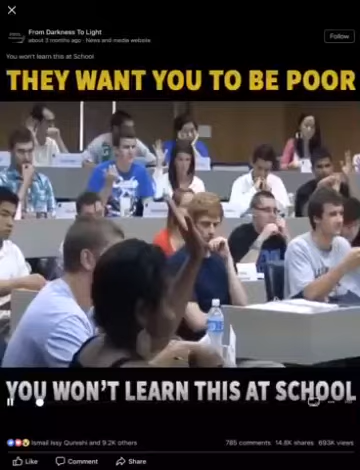 From Darkness To Light
about 3 months ago · News and media website
Follow
You won't learn this at School
THEY WANT YOU TO BE POOR
YOU WON'T LEARN THIS AT SCHOOL
Ismail Issy Qureshi and 9.2K others
785 comments 14.8K shares 693K views
Like Comment Share